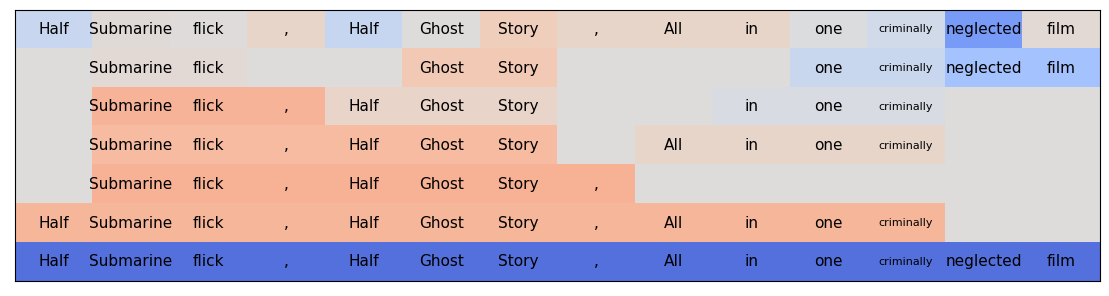 Half Submarine flick , Half Ghost Story , All in one criminally neglected film
Submarine flick Ghost Story one criminally neglected film
Submarine flick , Half Ghost Story in one criminally
Submarine flick , Half Ghost Story All in one criminally
Submarine flick , Half Ghost Story ,
Half Submarine flick , Half Ghost Story , All in one criminally
Half Submarine flick , Half Ghost Story , All in one criminally neglected film